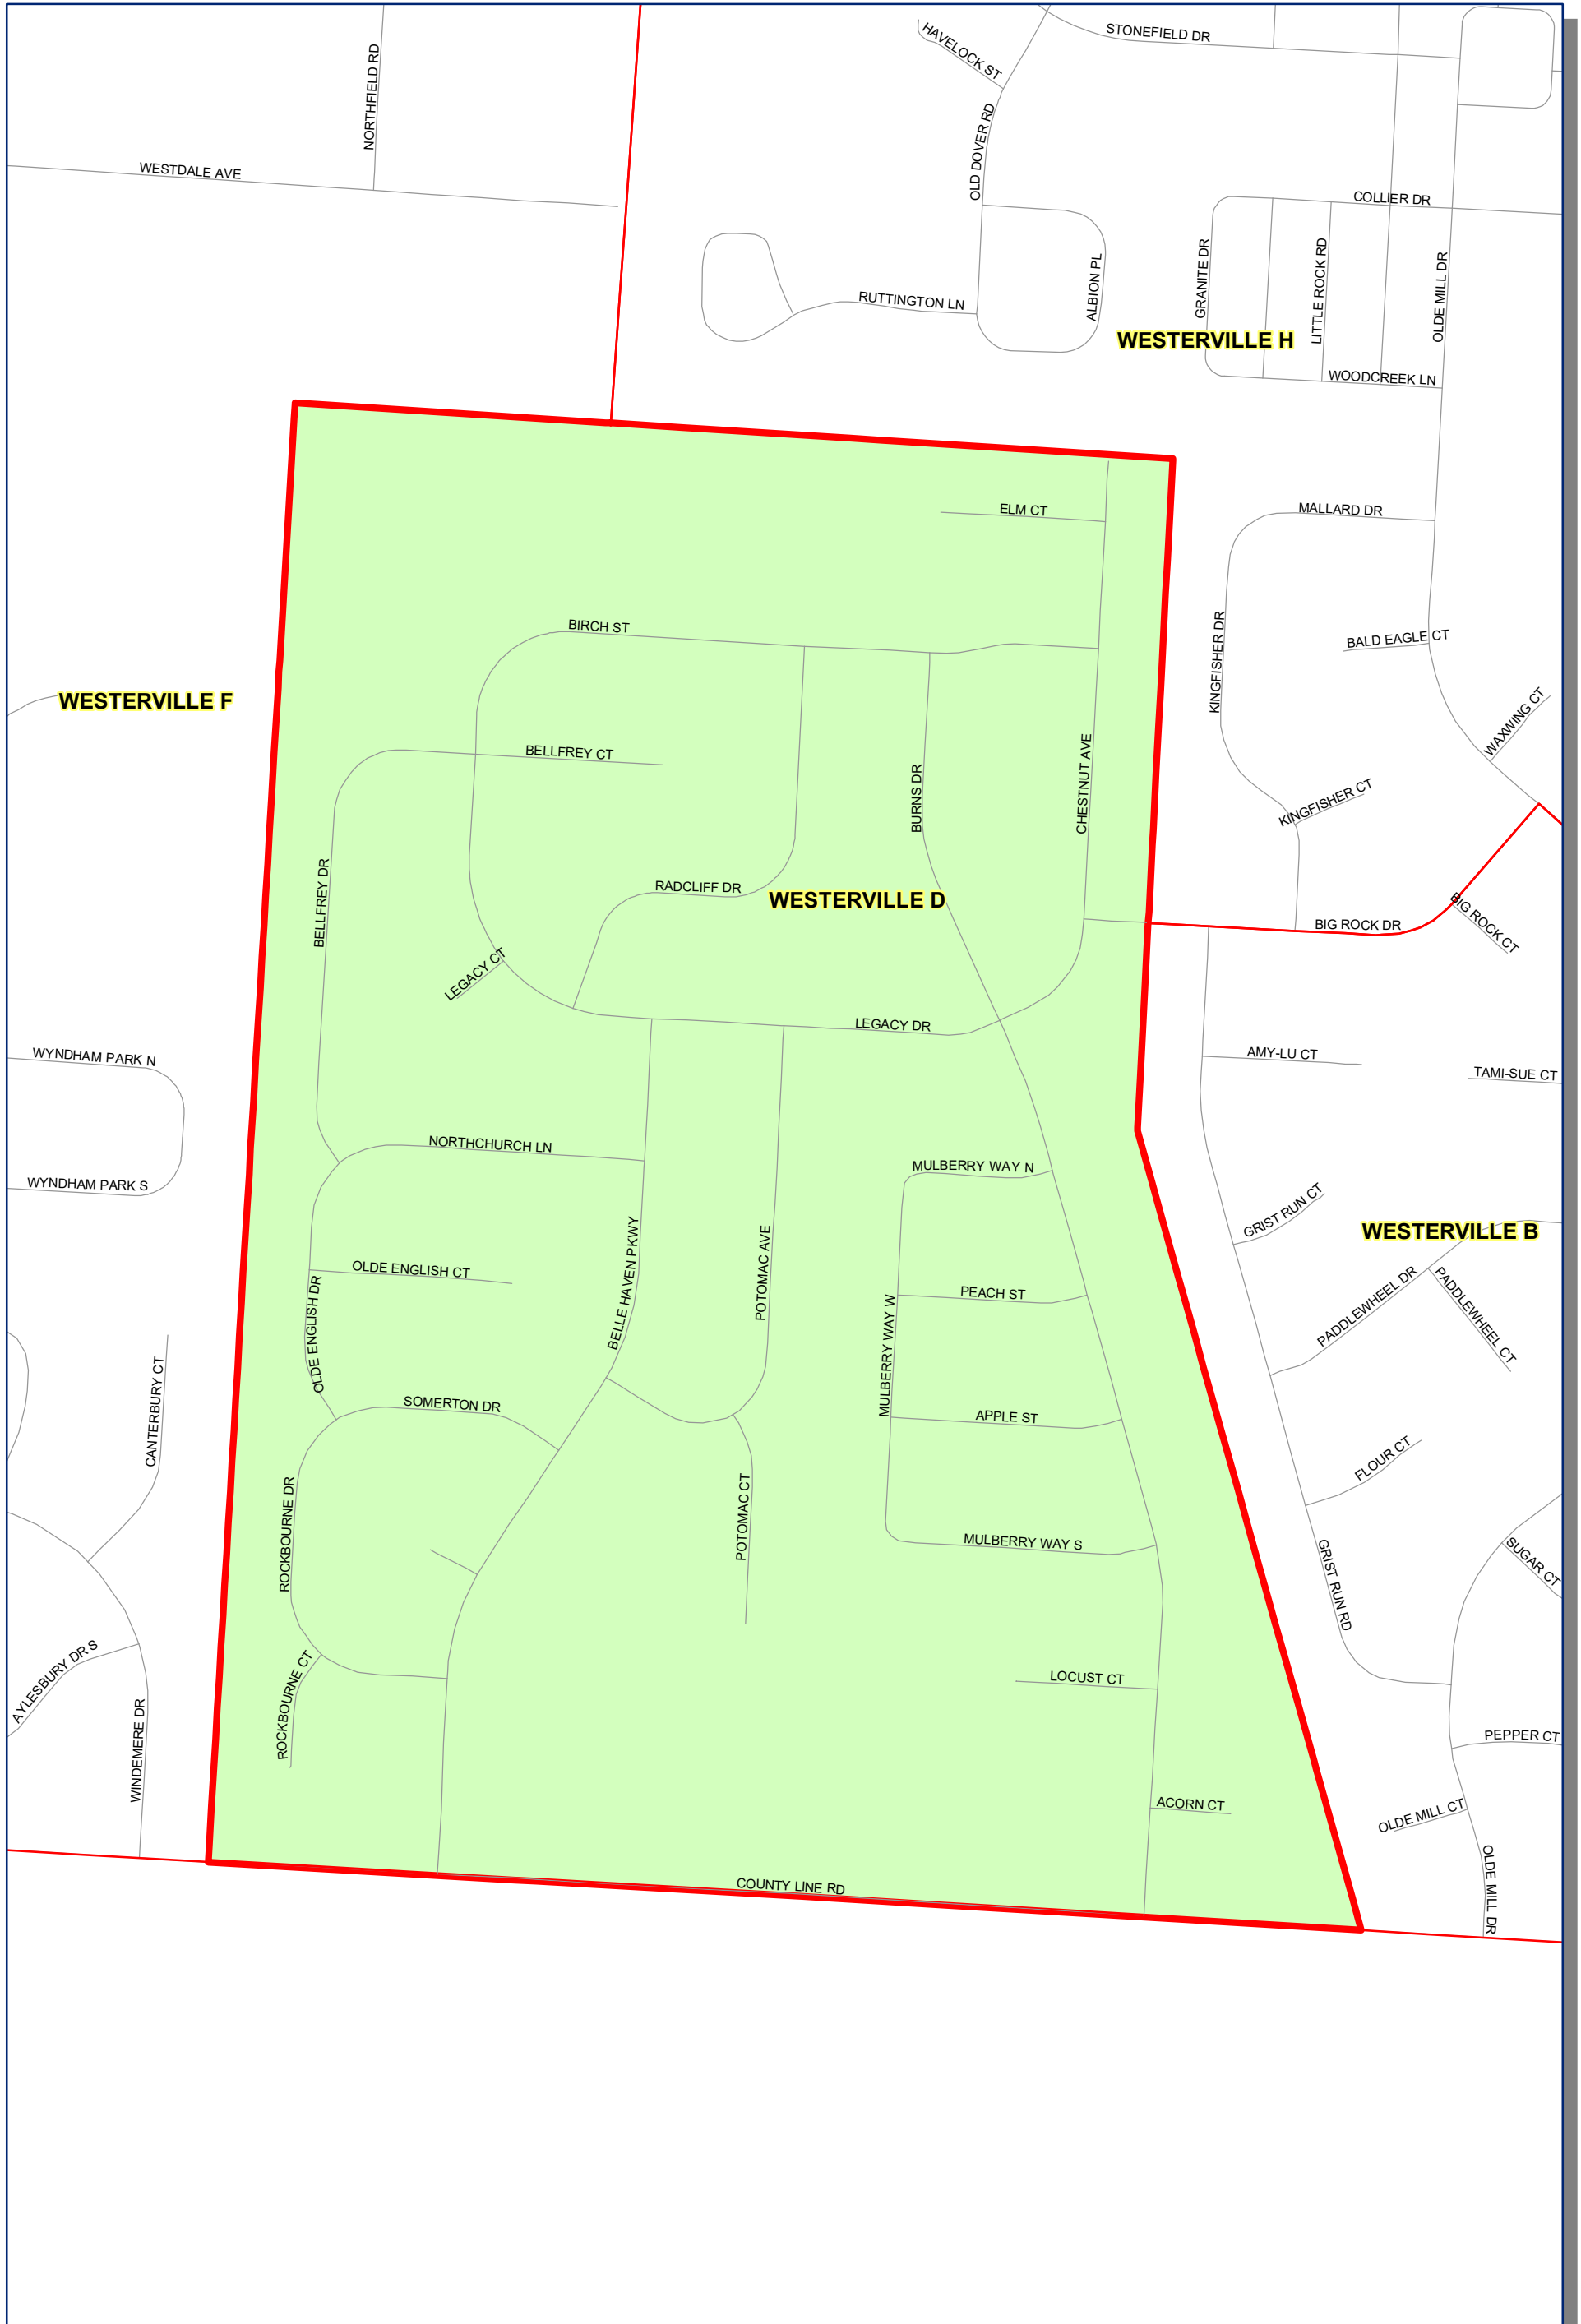 HAVELOCK ST
STONEFIELD DR
NORTHFIELD RD
OLD DOVER RD
WESTDALE AVE
COLLIER DR
GRANITE DR
LITTLE ROCK RD
OLDE MILL DR
ALBION PL
RUTTINGTON LN
WESTERVILLE H
WOODCREEK LN
ELM CT
MALLARD DR
BIRCH ST
KINGFISHER DR
BALD EAGLE CT
WESTERVILLE F
WAXWING CT
BELLFREY CT
BURNS DR
CHESTNUT AVE
KINGFISHER CT
BELLFREY DR
RADCLIFF DR
WESTERVILLE D
BIG ROCK DR
BIG ROCK CT
LEGACY CT
LEGACY DR
WYNDHAM PARK N
AMY-LU CT
TAMI-SUE CT
NORTHCHURCH LN
MULBERRY WAY N
WYNDHAM PARK S
GRIST RUN CT
WESTERVILLE B
BELLE HAVEN PKWY
POTOMAC AVE
OLDE ENGLISH CT
OLDE ENGLISH DR
PEACH ST
PADDLEWHEEL DR
PADDLEWHEEL CT
MULBERRY WAY W
CANTERBURY CT
SOMERTON DR
APPLE ST
FLOUR CT
ROCKBOURNE DR
POTOMAC CT
MULBERRY WAY S
GRIST RUN RD
SUGAR CT
AYLESBURY DR S
ROCKBOURNE CT
LOCUST CT
WINDEMERE DR
PEPPER CT
ACORN CT
OLDE MILL CT
OLDE MILL DR
COUNTY LINE RD